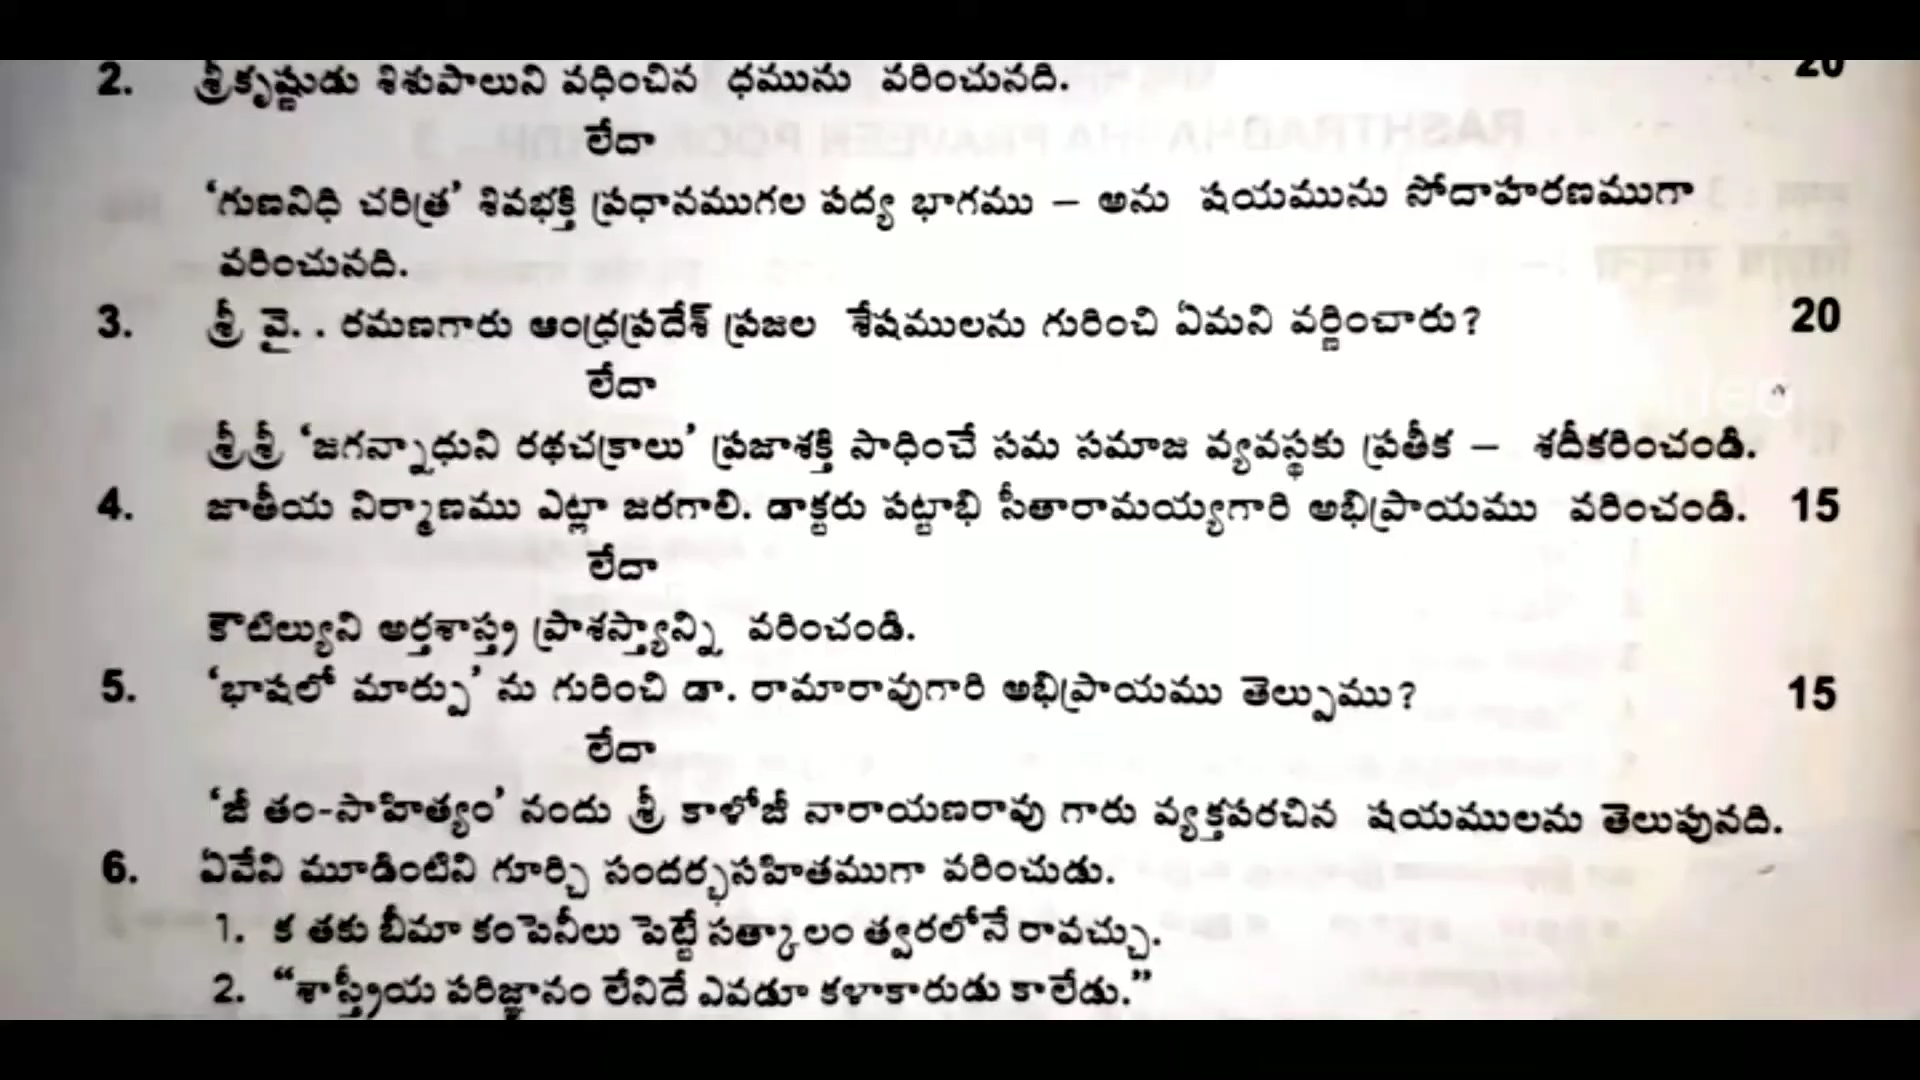 2. శ్రీకృష్ణుడు శిశుపాలుని వధించిన ధమును వరించునది. 20
లేదా
‘గుణనిధి చరిత్ర’ శివభక్తి ప్రధానముగల పద్య భాగము – అను షయమును సోదాహరణముగా
వరించునది.
3. శ్రీ వై. . రమణగారు ఆంధ్రప్రదేశ్ ప్రజల శేషములను గురించి ఏమని వర్ణించారు? 20
లేదా
శ్రీశ్రీ ‘జగన్నాధుని రథచక్రాలు’ ప్రజాశక్తి సాధించే సమ సమాజ వ్యవస్థకు ప్రతీక – శదీకరించండి.
4. జాతీయ నిర్మాణము ఎట్లా జరగాలి. డాక్టరు పట్టాభి సీతారామయ్యగారి అభిప్రాయము వరించండి. 15
లేదా
కౌటిల్యుని అర్తశాస్త్ర ప్రాశస్త్యాన్ని వరించండి.
5. ‘భాషలో మార్పు’ ను గురించి డా. రామారావుగారి అభిప్రాయము తెల్పుము? 15
లేదా
‘జీ తం-సాహిత్యం’ నందు శ్రీ కాళోజీ నారాయణరావు గారు వ్యక్తపరచిన షయములను తెలుపునది.
6. ఏవేని మూడింటిని గూర్చి సందర్భసహితముగా వరించుడు.
1. క తకు బీమా కంపెనీలు పెట్టే సత్కాలం త్వరలోనే రావచ్చు.
2. “శాస్త్రీయ పరిజ్ఞానం లేనిదే ఎవడూ కళాకారుడు కాలేడు.”